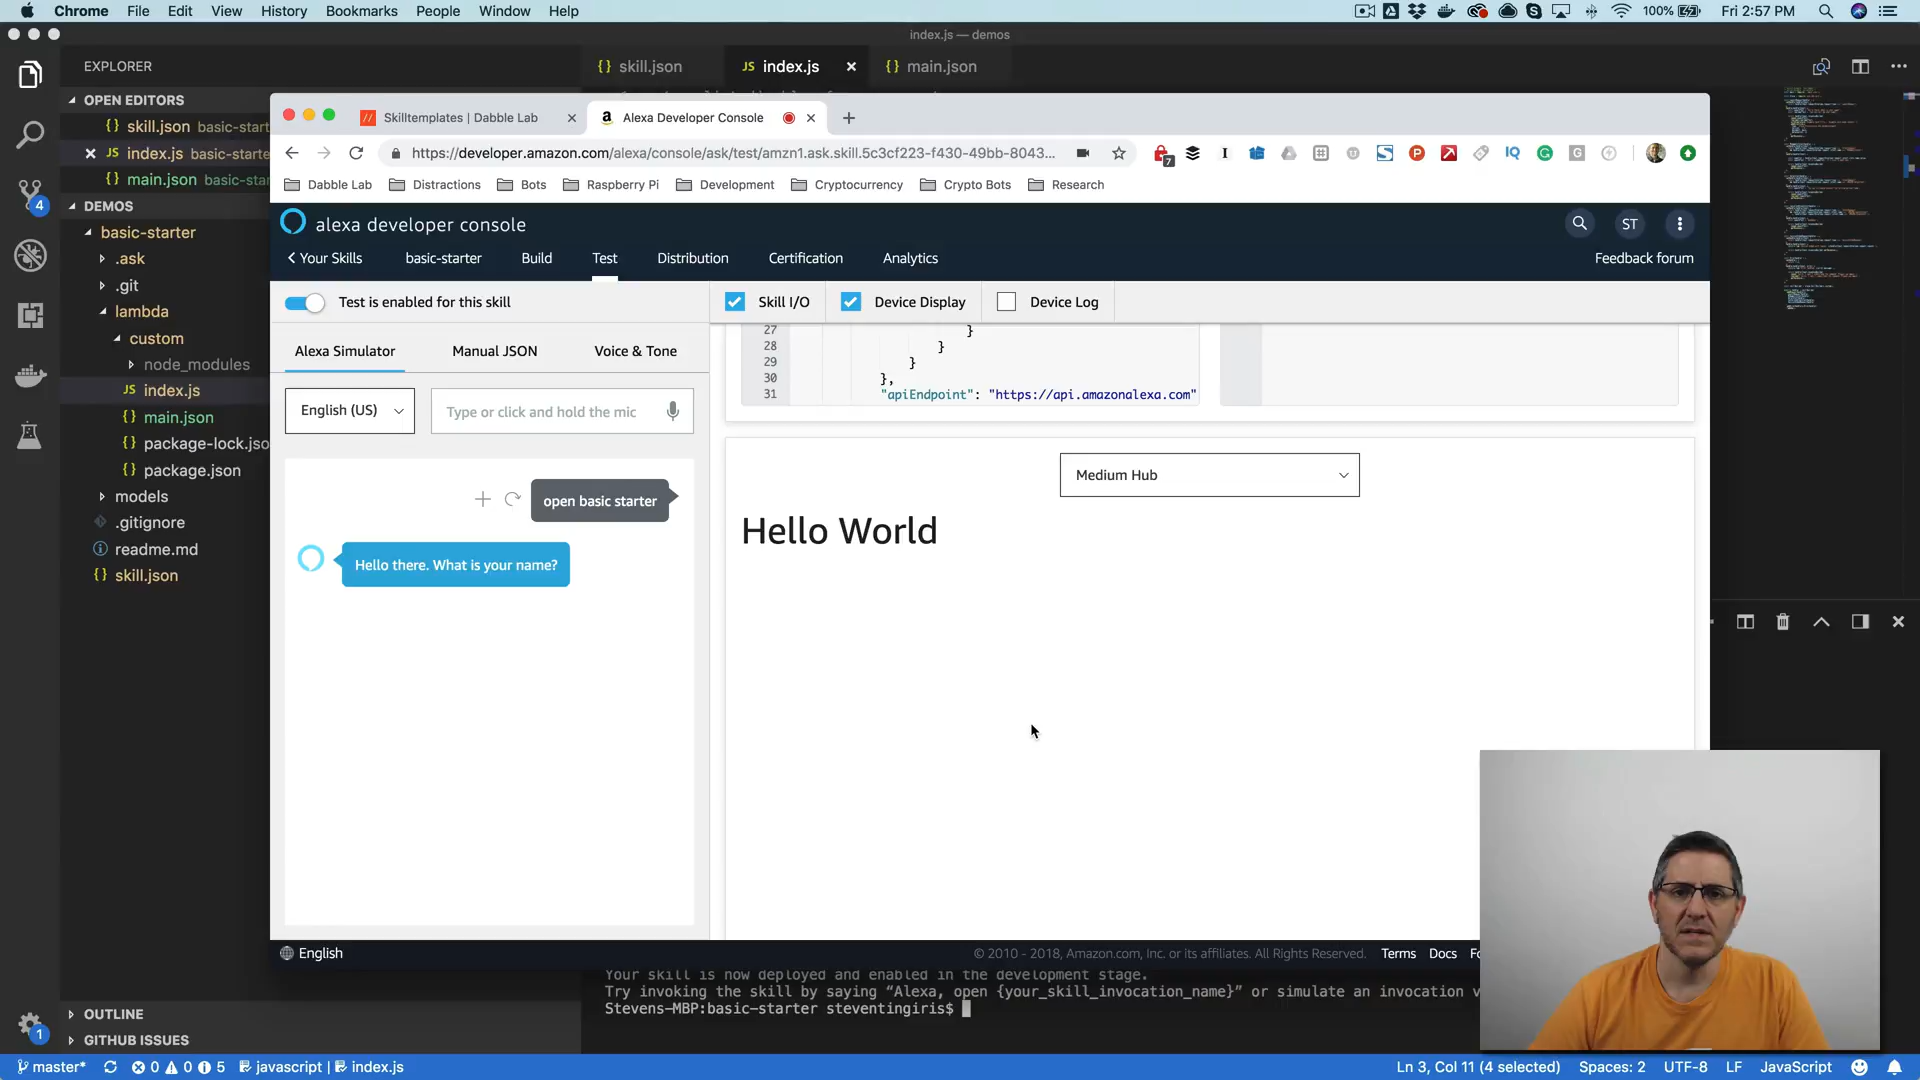 Chrome File Edit View History Bookmarks People Window Help 100% Fri 2:57 PM
index.js — demos
EXPLORER {} skill.json JS index.js {} main.json
OPEN EDITORS
{} skill.json basic-start
JS index.js basic-starte
{} main.json basic-star
DEMOS
basic-starter
.ask
.git
lambda
custom
node_modules
JS index.js
{} main.json
{} package-lock.jso
{} package.json
models
.gitignore
readme.md
{} skill.json
OUTLINE
GITHUB ISSUES
4
1
Skilltemplates | Dabble Lab
Alexa Developer Console
https://developer.amazon.com/alexa/console/ask/test/amzn1.ask.skill.5c3cf223-f430-49bb-8043...
7
Dabble Lab Distractions Bots Raspberry Pi Development Cryptocurrency Crypto Bots Research
alexa developer console
ST
Your Skills basic-starter Build Test Distribution Certification Analytics Feedback forum
Test is enabled for this skill
Skill I/O Device Display Device Log
Alexa Simulator Manual JSON Voice & Tone
English (US)
Type or click and hold the mic
open basic starter
Hello there. What is your name?
27 }
28 }
29 }
30 },
31 "apiEndpoint": "https://api.amazonalexa.com"
Medium Hub
Hello World
English
© 2010 - 2018, Amazon.com, Inc. or its affiliates. All Rights Reserved. Terms Docs
Your skill is now deployed and enabled in the development stage.
Try invoking the skill by saying “Alexa, open {your_skill_invocation_name}” or simulate an invocation v
Stevens-MBP:basic-starter steventingiris$
master* 0 0 5 javascript | index.js Ln 3, Col 11 (4 selected) Spaces: 2 UTF-8 LF JavaScript